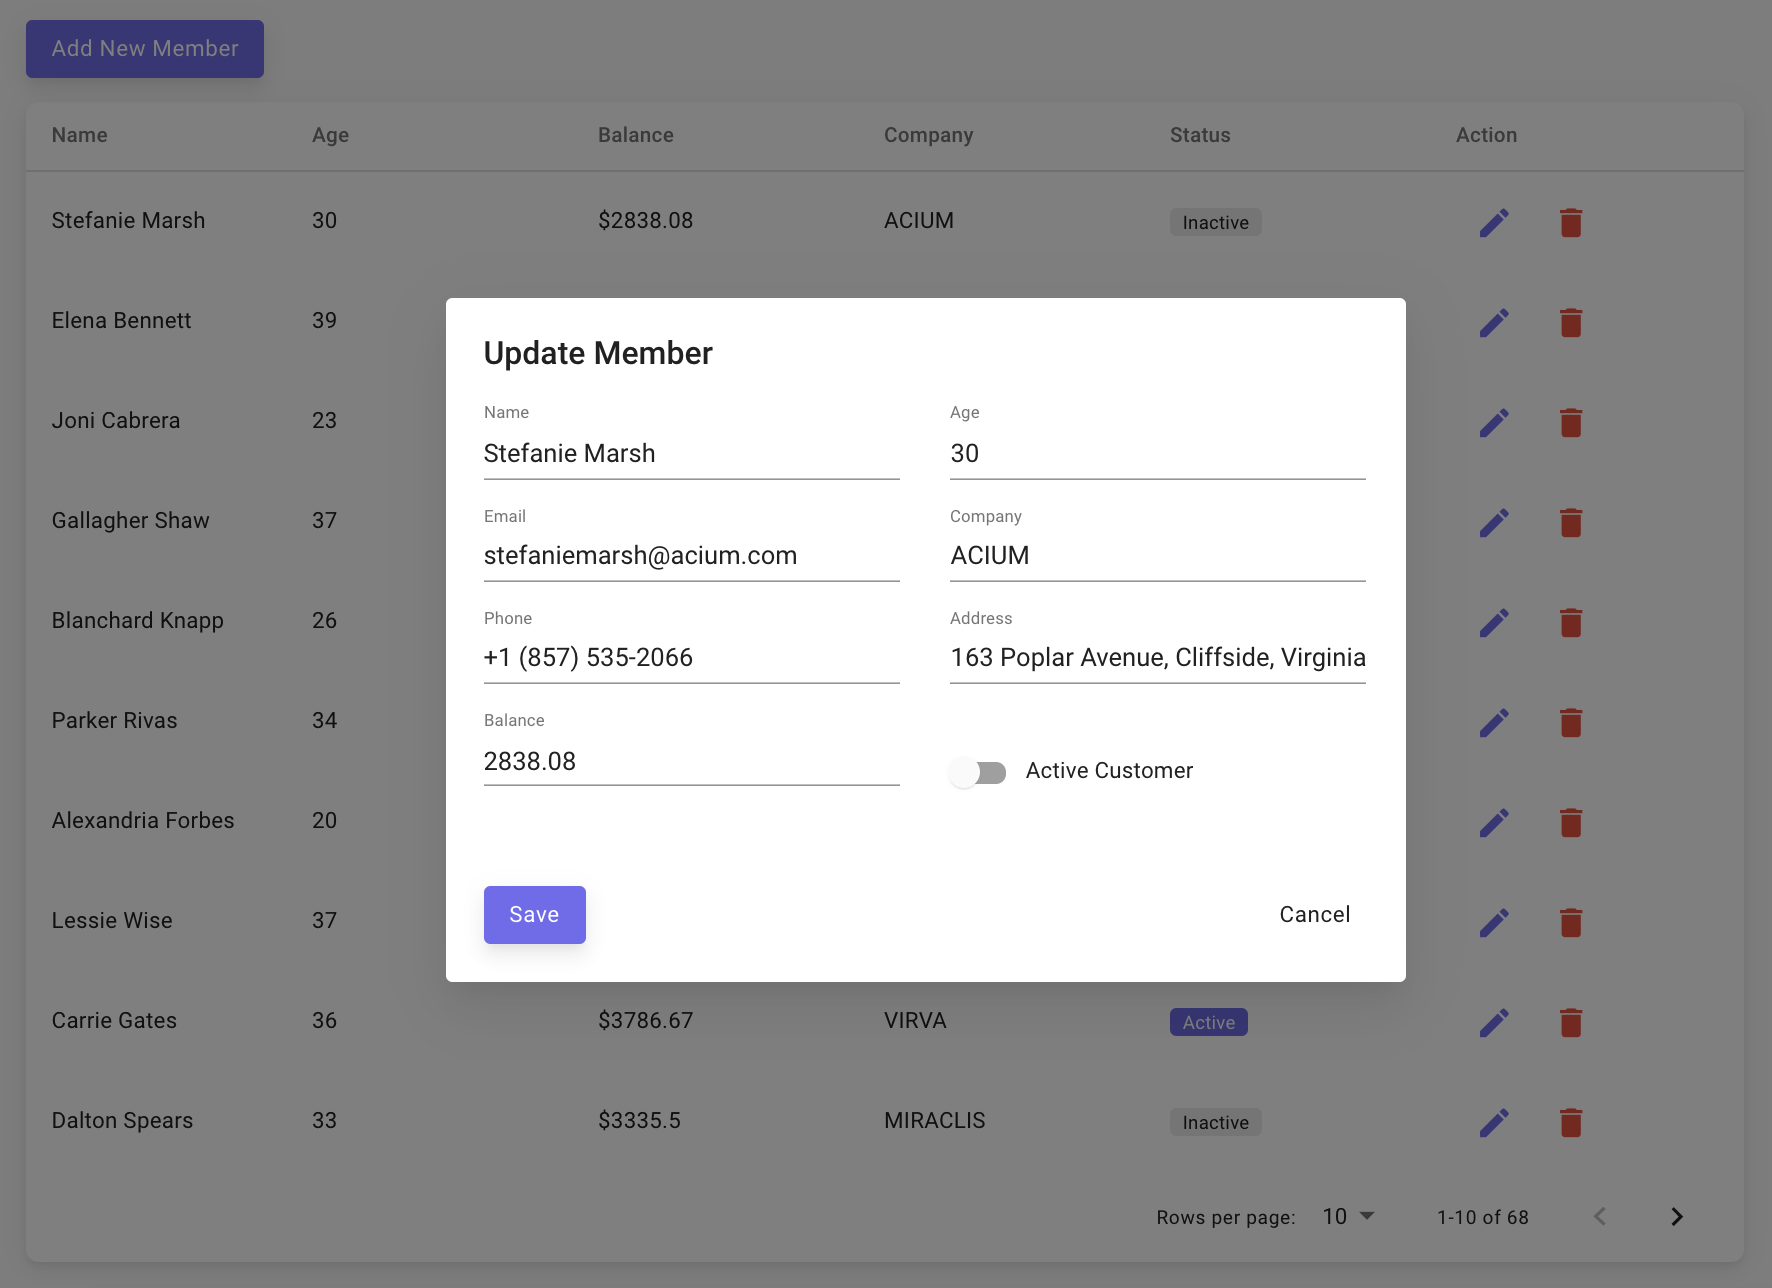 Add New Member
Name Age Balance Company Status Action
Stefanie Marsh 30 $2838.08 ACIUM Inactive
Elena Bennett 39
Joni Cabrera 23
Gallagher Shaw 37
Blanchard Knapp 26
Parker Rivas 34
Alexandria Forbes 20
Lessie Wise 37
Carrie Gates 36 $3786.67 VIRVA Active
Dalton Spears 33 $3335.5 MIRACLIS Inactive
Rows per page: 10 1-10 of 68
Update Member
Name Age
Stefanie Marsh 30
Email Company
stefaniemarsh@acium.com ACIUM
Phone Address
+1 (857) 535-2066 163 Poplar Avenue, Cliffside, Virginia
Balance
2838.08 Active Customer
Save Cancel